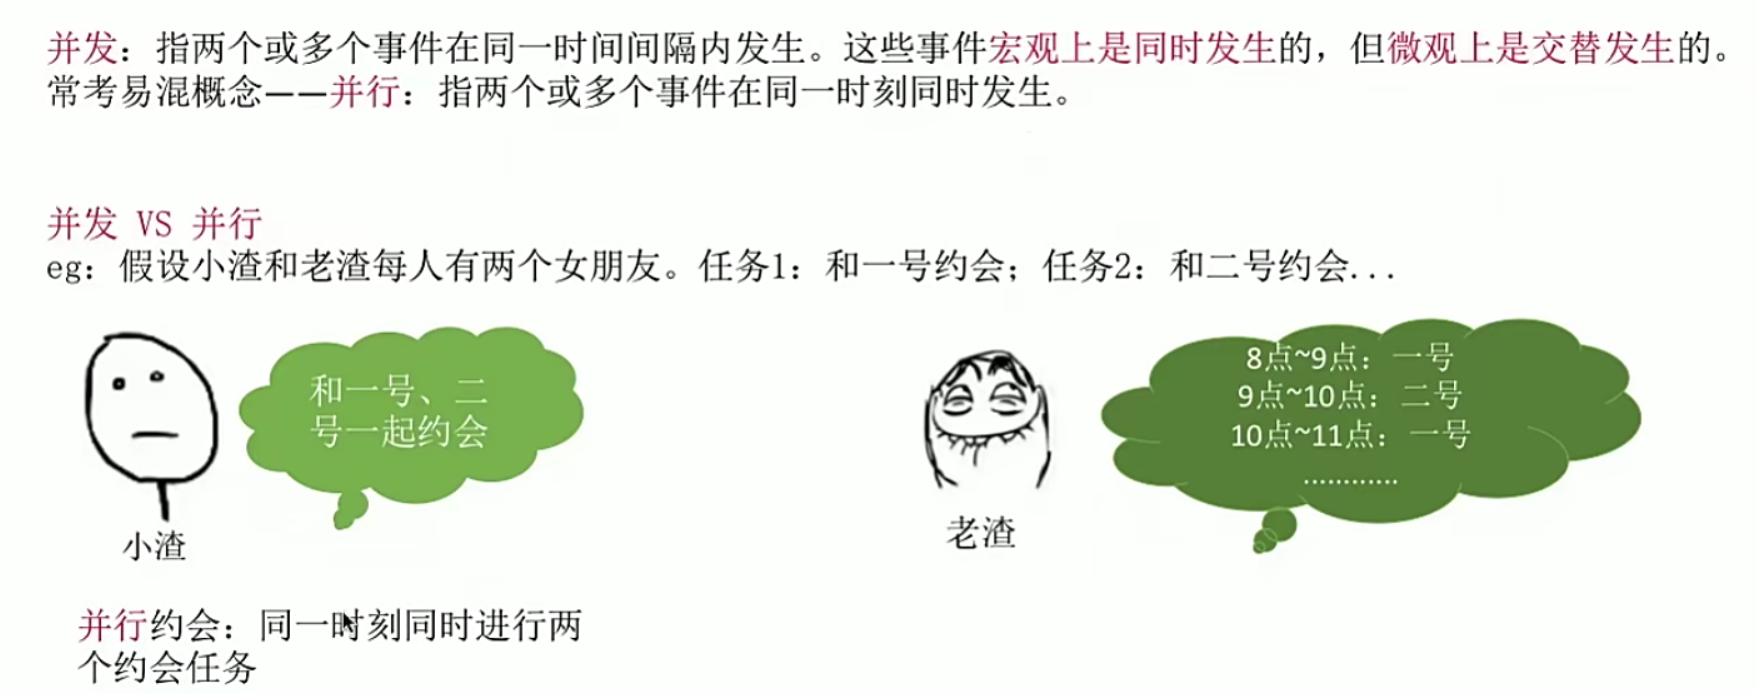 并发：指两个或多个事件在同一时间间隔内发生。这些事件宏观上是同时发生的，但微观上是交替发生的。
常考易混概念——并行：指两个或多个事件在同一时刻同时发生。
并发 VS 并行
eg：假设小渣和老渣每人有两个女朋友。任务1：和一号约会；任务2：和二号约会...
和一号、二
号一起约会
小渣
8点~9点：一号
9点~10点：二号
10点~11点：一号
............
老渣
并行约会：同一时刻同时进行两
个约会任务